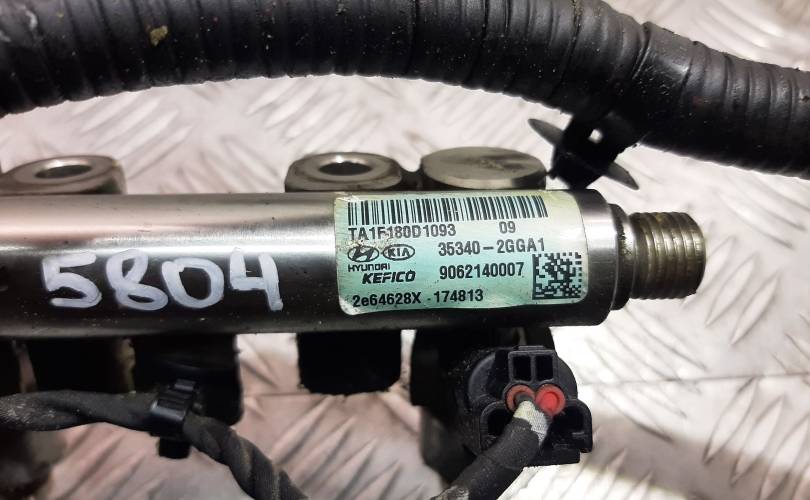 TA1F180D1093 09
KIA 35340-2GGA1
HYUNDAI
KEFICO 9062140007
2e64628X -174813
5804